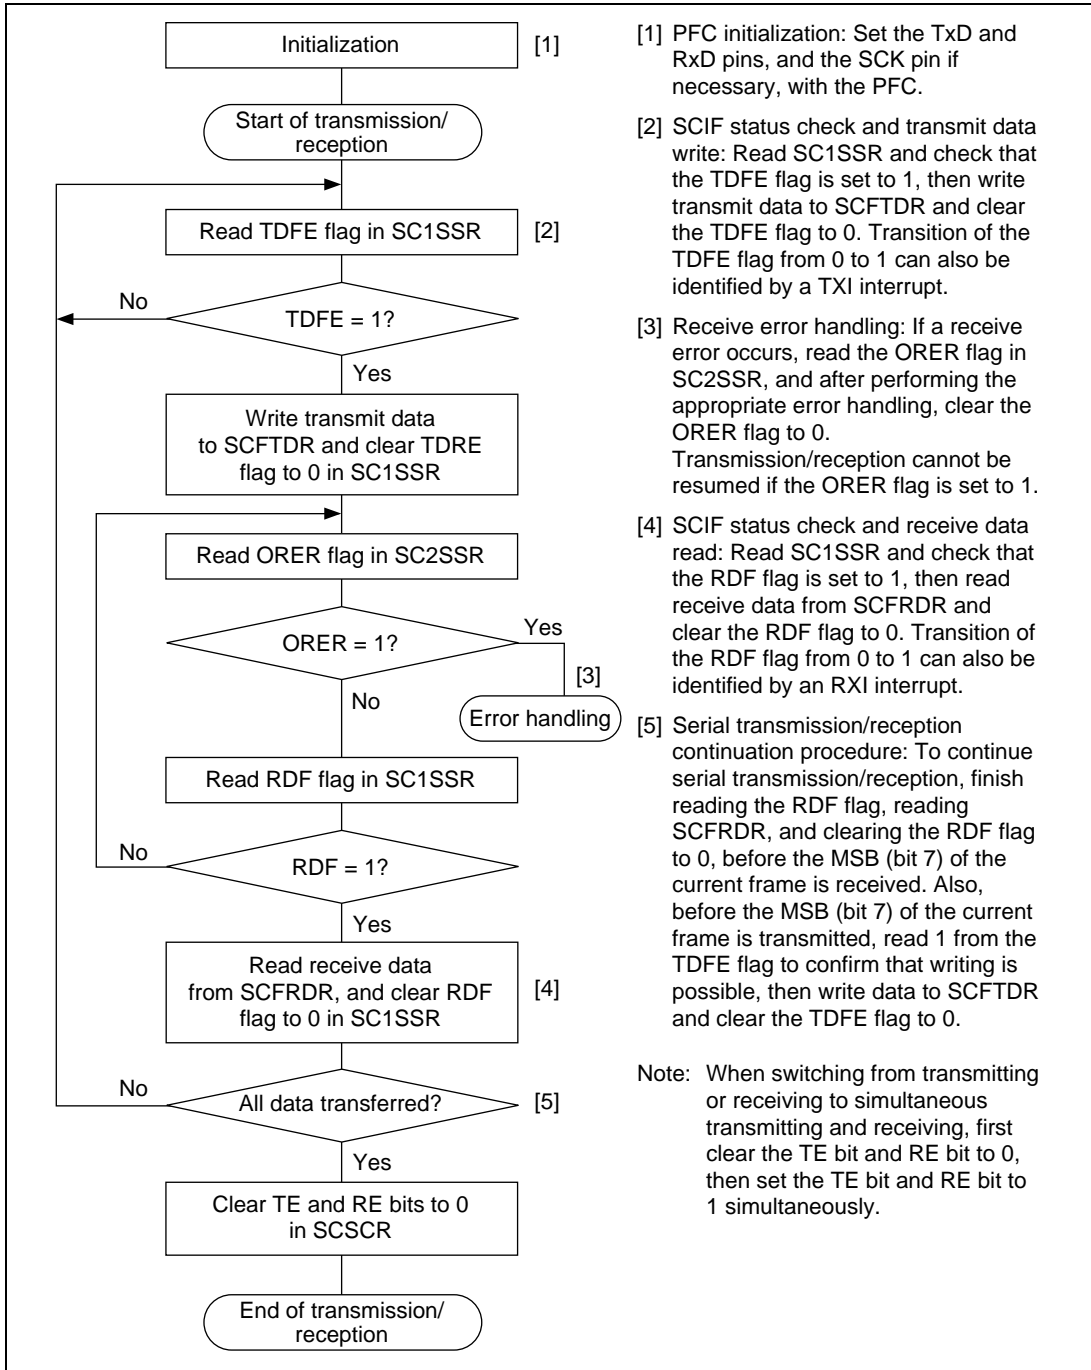 Initialization
[1]
Start of transmission/
reception
Read TDFE flag in SC1SSR
[2]
No
TDFE = 1?
Yes
Write transmit data
to SCFTDR and clear TDRE
flag to 0 in SC1SSR
Read ORER flag in SC2SSR
ORER = 1?
Yes
[3]
No
Error handling
Read RDF flag in SC1SSR
No
RDF = 1?
Yes
Read receive data
from SCFRDR, and clear RDF
flag to 0 in SC1SSR
[4]
No
All data transferred?
[5]
Yes
Clear TE and RE bits to 0
in SCSCR
End of transmission/
reception
[1] PFC initialization: Set the TxD and
RxD pins, and the SCK pin if
necessary, with the PFC.
[2] SCIF status check and transmit data
write: Read SC1SSR and check that
the TDFE flag is set to 1, then write
transmit data to SCFTDR and clear
the TDFE flag to 0. Transition of the
TDFE flag from 0 to 1 can also be
identified by a TXI interrupt.
[3] Receive error handling: If a receive
error occurs, read the ORER flag in
SC2SSR, and after performing the
appropriate error handling, clear the
ORER flag to 0.
Transmission/reception cannot be
resumed if the ORER flag is set to 1.
[4] SCIF status check and receive data
read: Read SC1SSR and check that
the RDF flag is set to 1, then read
receive data from SCFRDR and
clear the RDF flag to 0. Transition of
the RDF flag from 0 to 1 can also be
identified by an RXI interrupt.
[5] Serial transmission/reception
continuation procedure: To continue
serial transmission/reception, finish
reading the RDF flag, reading
SCFRDR, and clearing the RDF flag
to 0, before the MSB (bit 7) of the
current frame is received. Also,
before the MSB (bit 7) of the current
frame is transmitted, read 1 from the
TDFE flag to confirm that writing is
possible, then write data to SCFTDR
and clear the TDFE flag to 0.
Note: When switching from transmitting
or receiving to simultaneous
transmitting and receiving, first
clear the TE bit and RE bit to 0,
then set the TE bit and RE bit to
1 simultaneously.